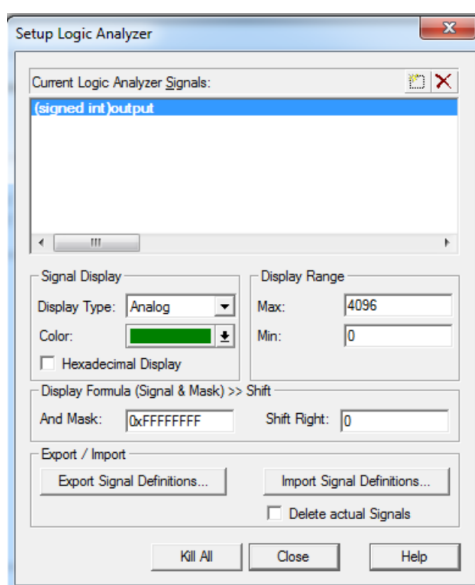 Setup Logic Analyzer
Current Logic Analyzer Signals:
(signed int)output
Signal Display
Display Type: Analog
Color:
Hexadecimal Display
Display Range
Max: 4096
Min: 0
Display Formula (Signal & Mask) >> Shift
And Mask: 0xFFFFFFFF Shift Right: 0
Export / Import
Export Signal Definitions... Import Signal Definitions...
Delete actual Signals
Kill All Close Help